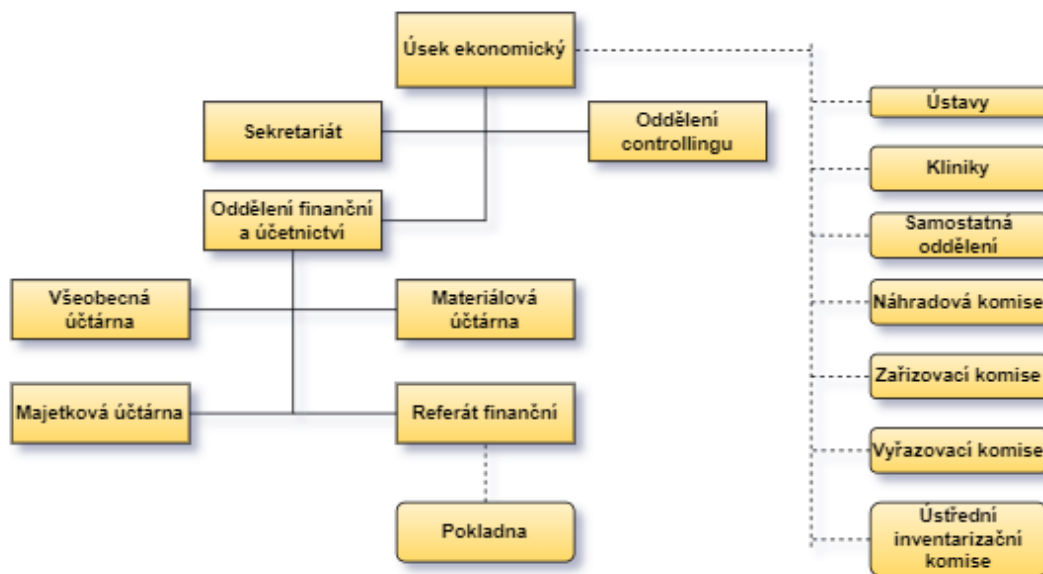 Úsek ekonomický
Ústavy
Sekretariát
Oddělení
controllingu
Kliniky
Oddělení finanční
a účetnictví
Samostatná
oddělení
Všeobecná
účtárna
Materiálová
účtárna
Náhradová komise
Zařizovací komise
Majetková účtárna
Referát finanční
Vyřazovací komise
Pokladna
Ústřední
inventarizační
komise